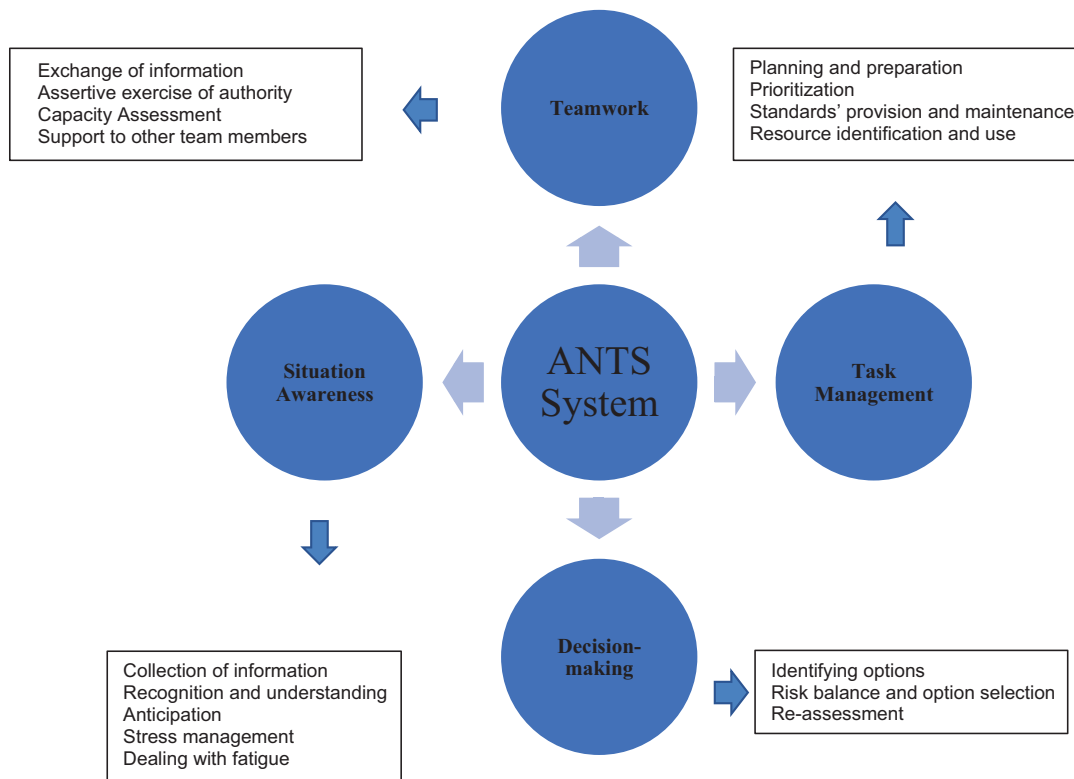 Teamwork
Exchange of information
Assertive exercise of authority
Capacity Assessment
Support to other team members
Planning and preparation
Prioritization
Standards’ provision and maintenance
Resource identification and use
Situation
Awareness
ANTS
System
Task
Management
Decision-
making
Collection of information
Recognition and understanding
Anticipation
Stress management
Dealing with fatigue
Identifying options
Risk balance and option selection
Re-assessment